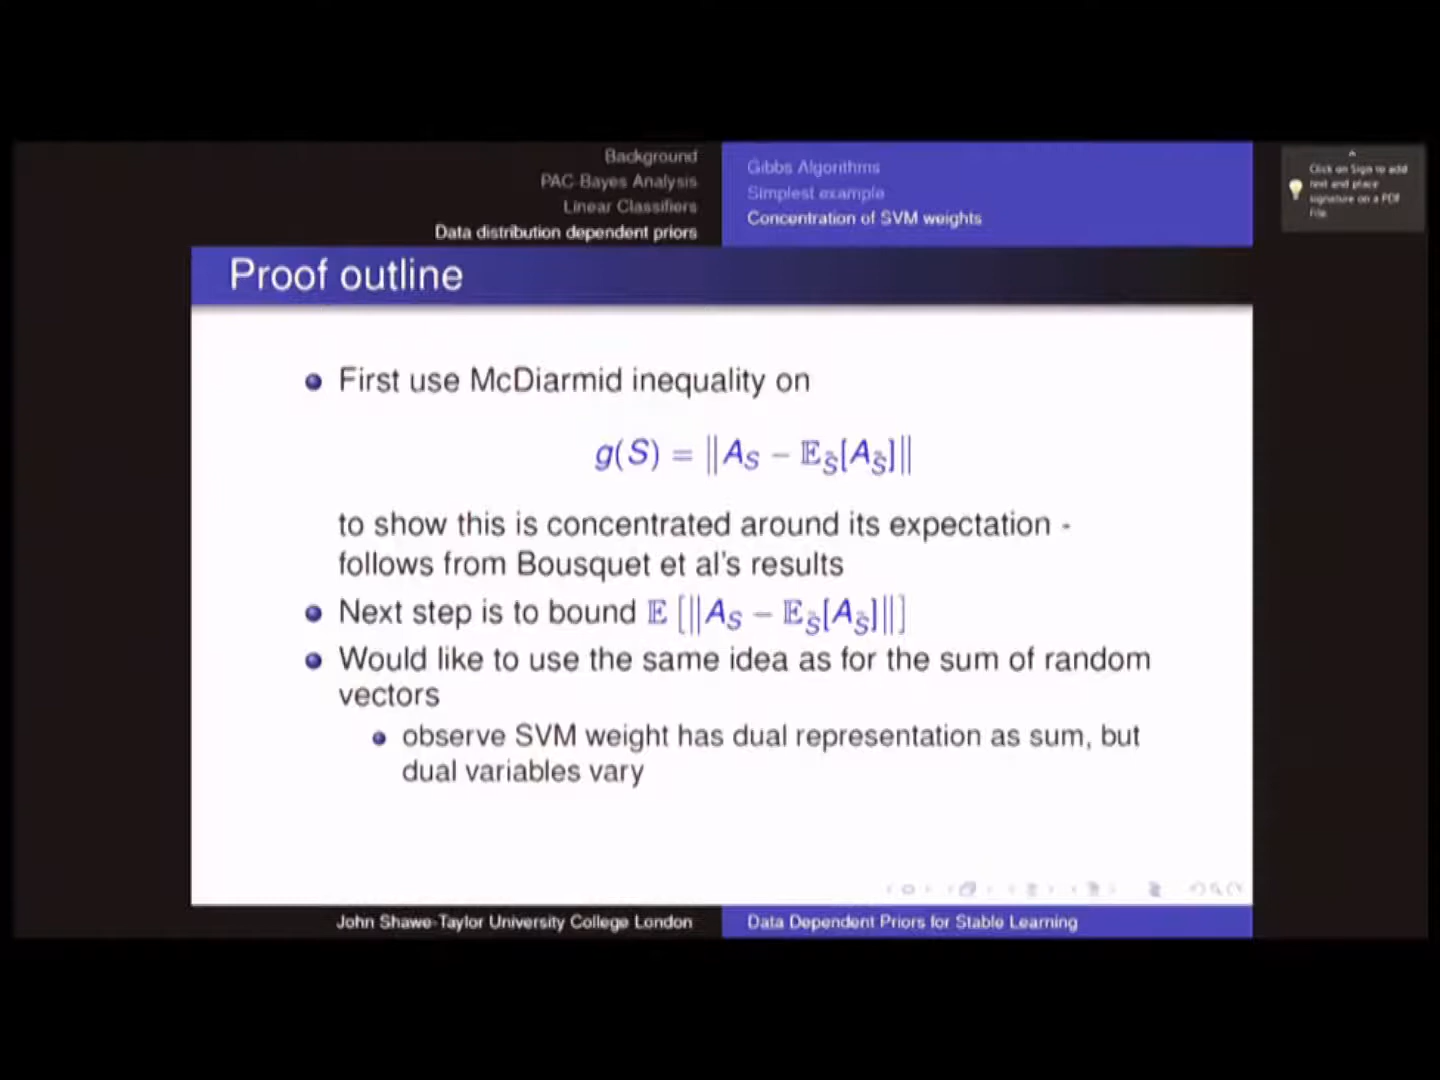 Background
PAC-Bayes Analysis
Linear Classifiers
Data distribution dependent priors
Gibbs Algorithms
Simplest example
Concentration of SVM weights
Click on Sign to add
text and place
signature on a PDF
File.
Proof outline
First use McDiarmid inequality on
g(S) = ‖A_S − 𝔼_Ŝ[A_Ŝ]‖
to show this is concentrated around its expectation -
follows from Bousquet et al's results
Next step is to bound 𝔼 [‖A_S − 𝔼_Ŝ[A_Ŝ]‖]
Would like to use the same idea as for the sum of random
vectors
observe SVM weight has dual representation as sum, but
dual variables vary
John Shawe-Taylor University College London
Data Dependent Priors for Stable Learning